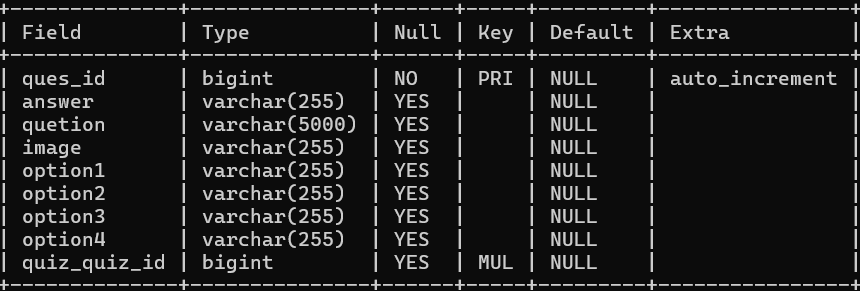 +--------------+---------------+------+-----+---------+----------------+
| Field        | Type          | Null | Key | Default | Extra          |
+--------------+---------------+------+-----+---------+----------------+
| ques_id      | bigint        | NO   | PRI | NULL    | auto_increment |
| answer       | varchar(255)  | YES  |     | NULL    |                |
| quetion      | varchar(5000) | YES  |     | NULL    |                |
| image        | varchar(255)  | YES  |     | NULL    |                |
| option1      | varchar(255)  | YES  |     | NULL    |                |
| option2      | varchar(255)  | YES  |     | NULL    |                |
| option3      | varchar(255)  | YES  |     | NULL    |                |
| option4      | varchar(255)  | YES  |     | NULL    |                |
| quiz_quiz_id | bigint        | YES  | MUL | NULL    |                |
+--------------+---------------+------+-----+---------+----------------+